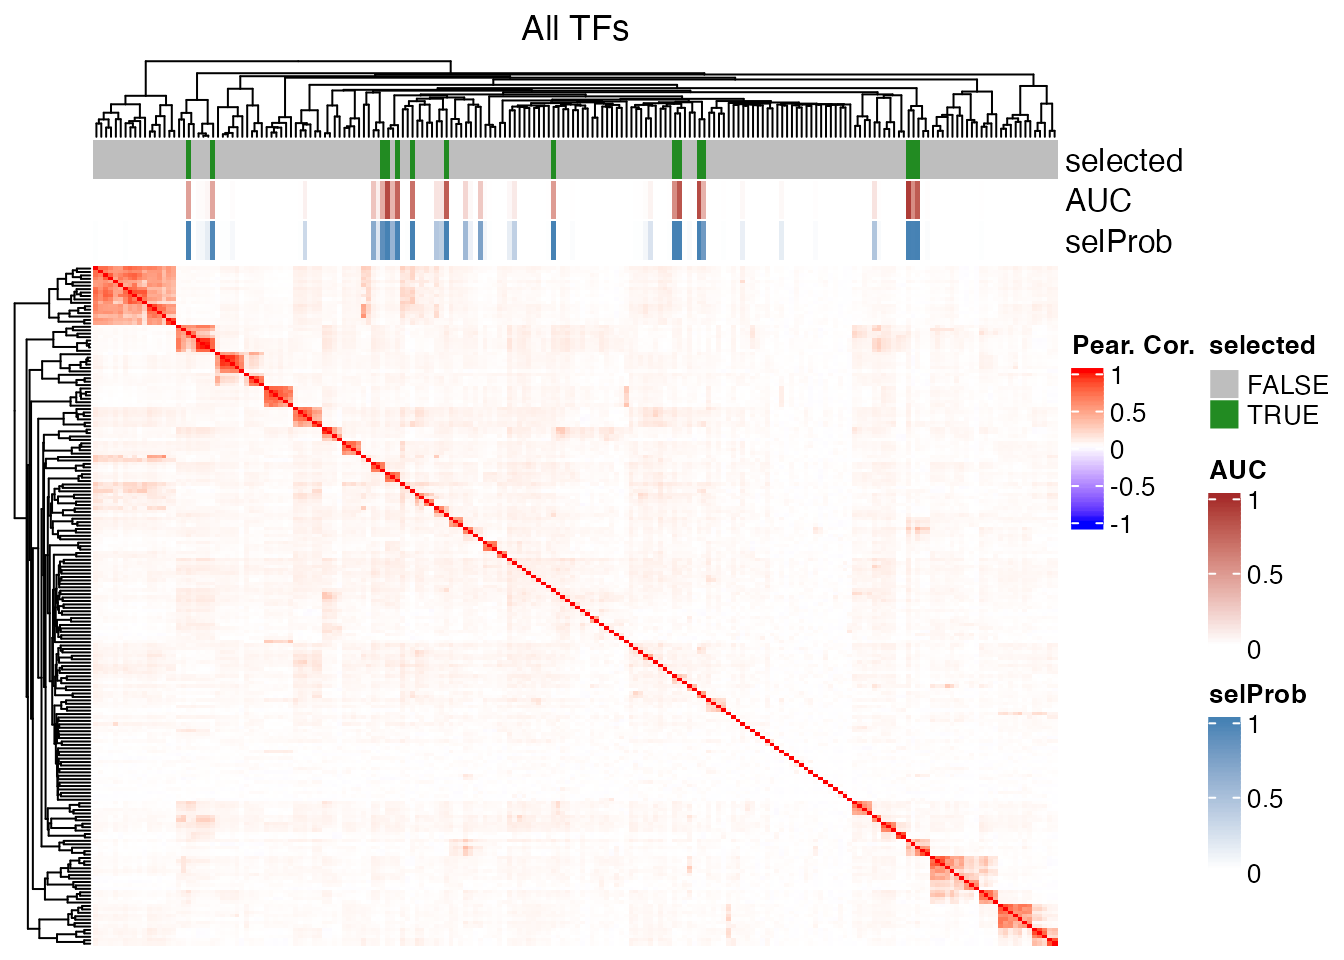 All TFs
selected
AUC
selProb
Pear. Cor.
1
0.5
0
-0.5
-1
selected
FALSE
TRUE
AUC
1
0.5
0
selProb
1
0.5
0